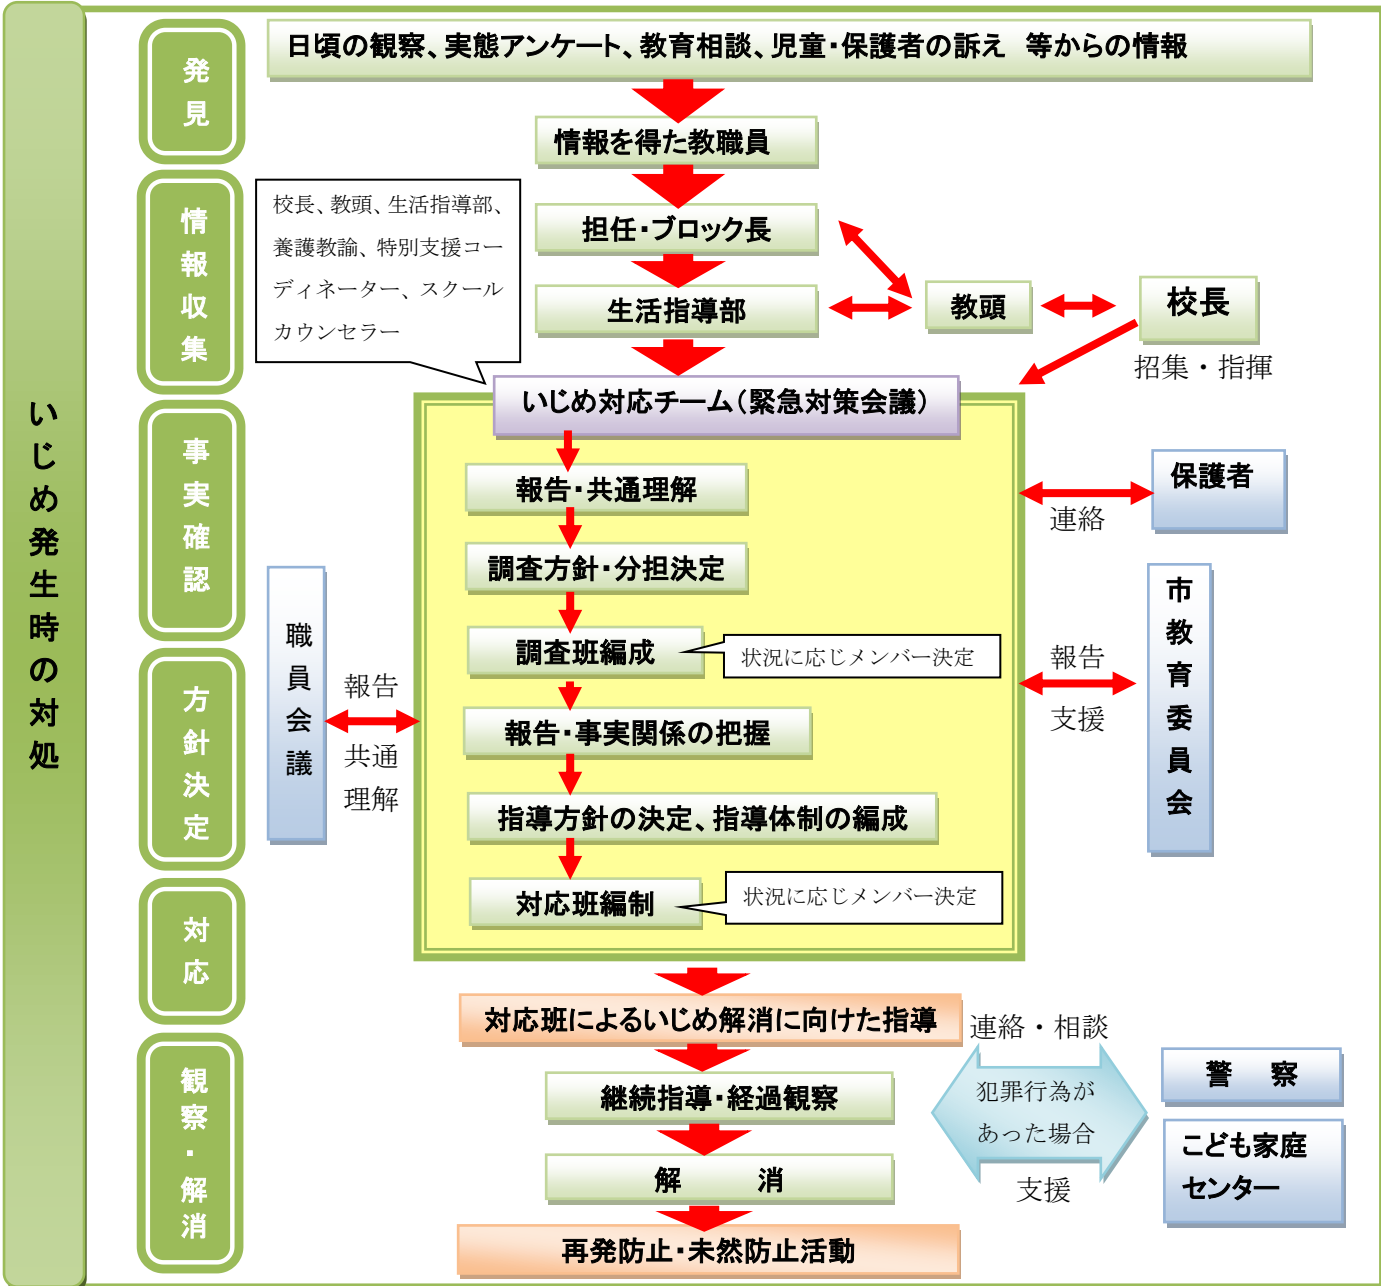 いじめ発生時の対処
発見
日頃の観察、実態アンケート、教育相談、児童・保護者の訴え　等からの情報
情報を得た教職員
情報収集
校長、教頭、生活指導部、
養護教諭、特別支援コー
ディネーター、スクール
カウンセラー
担任・ブロック長
生活指導部
教頭
校長
招集・指揮
いじめ対応チーム（緊急対策会議）
事実確認
報告・共通理解
保護者
連絡
調査方針・分担決定
調査班編成
状況に応じメンバー決定
市教育委員会
報告
支援
職員会議
報告
共通
理解
方針決定
報告・事実関係の把握
指導方針の決定、指導体制の編成
対応班編制
状況に応じメンバー決定
対応
対応班によるいじめ解消に向けた指導
連絡・相談
犯罪行為が
あった場合
支援
警　察
こども家庭
センター
観察・解消
継続指導・経過観察
解　　消
再発防止・未然防止活動